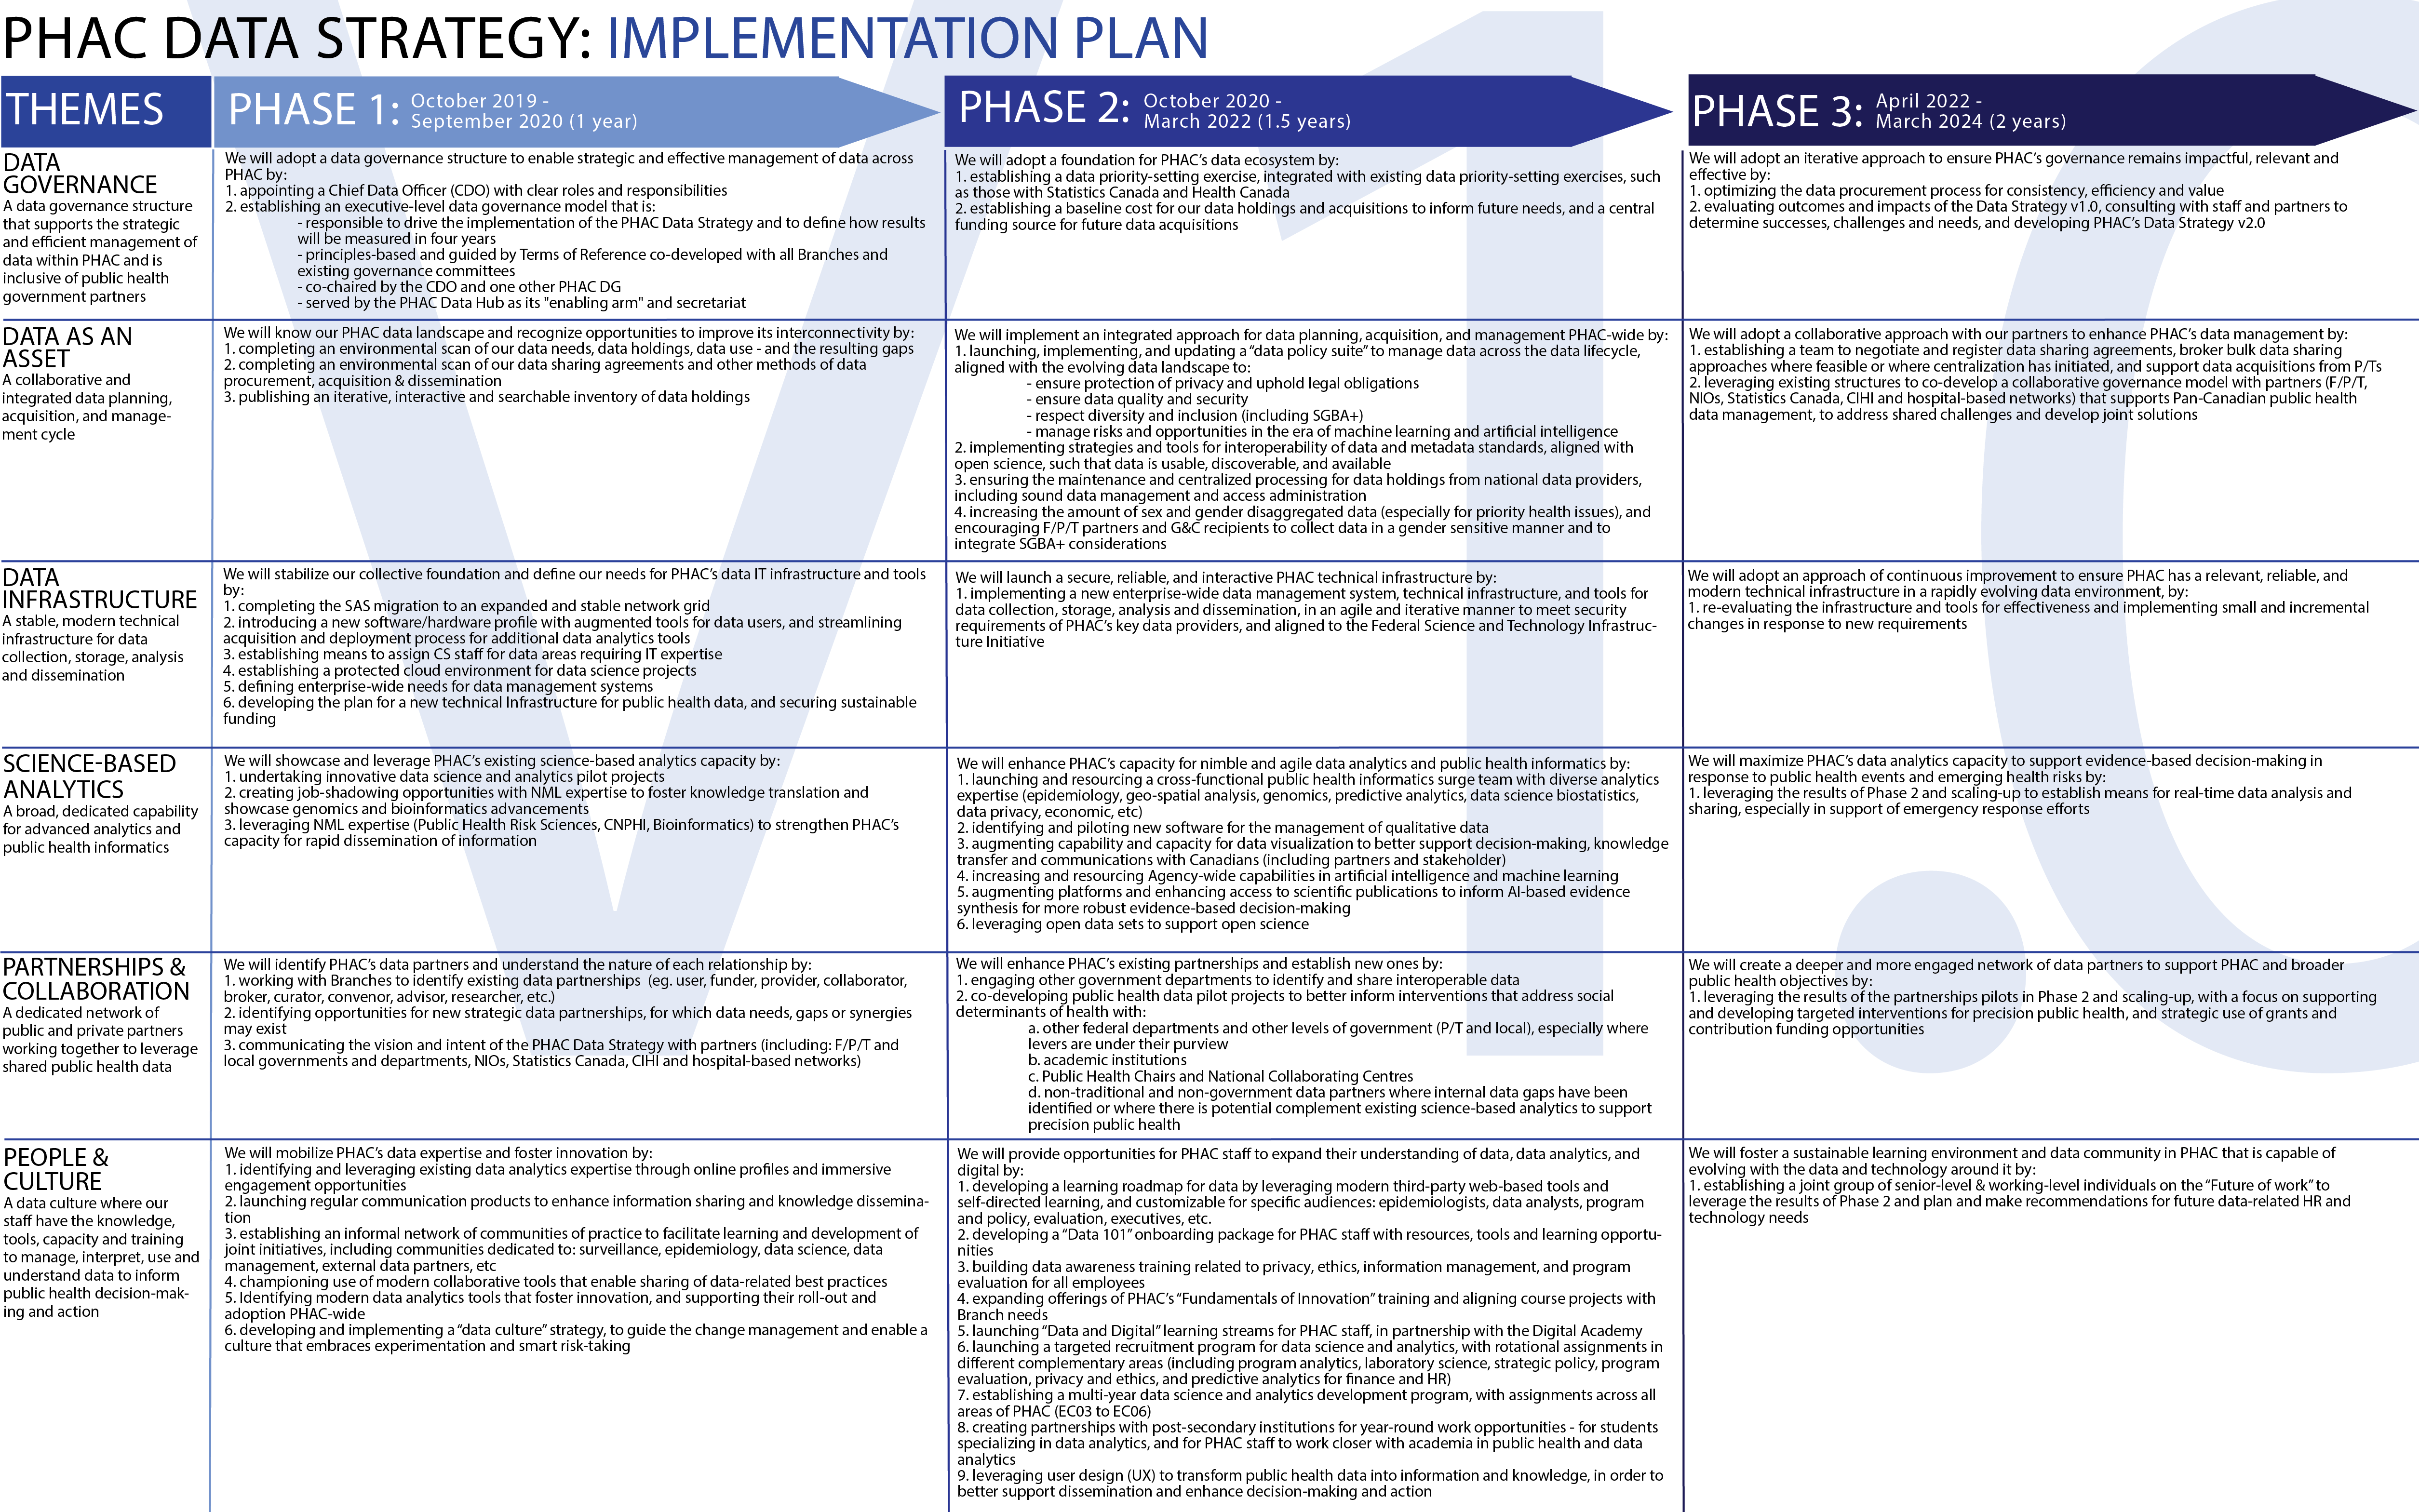 PHAC DATA STRATEGY: IMPLEMENTATION PLAN
THEMES
PHASE 1: October 2019 -
September 2020 (1 year)
PHASE 2: October 2020 -
March 2022 (1.5 years)
PHASE 3: April 2022 -
March 2024 (2 years)
DATA
GOVERNANCE
A data governance structure
that supports the strategic
and efficient management of
data within PHAC and is
inclusive of public health
government partners
We will adopt a data governance structure to enable strategic and effective management of data across
PHAC by:
1. appointing a Chief Data Officer (CDO) with clear roles and responsibilities
2. establishing an executive-level data governance model that is:
- responsible to drive the implementation of the PHAC Data Strategy and to define how results
will be measured in four years
- principles-based and guided by Terms of Reference co-developed with all Branches and
existing governance committees
- co-chaired by the CDO and one other PHAC DG
- served by the PHAC Data Hub as its "enabling arm" and secretariat
We will adopt a foundation for PHAC's data ecosystem by:
1. establishing a data priority-setting exercise, integrated with existing data priority-setting exercises, such
as those with Statistics Canada and Health Canada
2. establishing a baseline cost for our data holdings and acquisitions to inform future needs, and a central
funding source for future data acquisitions
We will adopt an iterative approach to ensure PHAC's governance remains impactful, relevant and
effective by:
1. optimizing the data procurement process for consistency, efficiency and value
2. evaluating outcomes and impacts of the Data Strategy v1.0, consulting with staff and partners to
determine successes, challenges and needs, and developing PHAC's Data Strategy v2.0
DATA AS AN
ASSET
A collaborative and
integrated data planning,
acquisition, and manage-
ment cycle
We will know our PHAC data landscape and recognize opportunities to improve its interconnectivity by:
1. completing an environmental scan of our data needs, data holdings, data use - and the resulting gaps
2. completing an environmental scan of our data sharing agreements and other methods of data
procurement, acquisition & dissemination
3. publishing an iterative, interactive and searchable inventory of data holdings
We will implement an integrated approach for data planning, acquisition, and management PHAC-wide by:
1. launching, implementing, and updating a "data policy suite" to manage data across the data lifecycle,
aligned with the evolving data landscape to:
- ensure protection of privacy and uphold legal obligations
- ensure data quality and security
- respect diversity and inclusion (including SGBA+)
- manage risks and opportunities in the era of machine learning and artificial intelligence
2. implementing strategies and tools for interoperability of data and metadata standards, aligned with
open science, such that data is usable, discoverable, and available
3. ensuring the maintenance and centralized processing for data holdings from national data providers,
including sound data management and access administration
4. increasing the amount of sex and gender disaggregated data (especially for priority health issues), and
encouraging F/P/T partners and G&C recipients to collect data in a gender sensitive manner and to
integrate SGBA+ considerations
We will adopt a collaborative approach with our partners to enhance PHAC's data management by:
1. establishing a team to negotiate and register data sharing agreements, broker bulk data sharing
approaches where feasible or where centralization has initiated, and support data acquisitions from P/Ts
2. leveraging existing structures to co-develop a collaborative governance model with partners (F/P/T,
NIOs, Statistics Canada, CIHI and hospital-based networks) that supports Pan-Canadian public health
data management, to address shared challenges and develop joint solutions
DATA
INFRASTRUCTURE
A stable, modern technical
infrastructure for data
collection, storage, analysis
and dissemination
We will stabilize our collective foundation and define our needs for PHAC's data IT infrastructure and tools
by:
1. completing the SAS migration to an expanded and stable network grid
2. introducing a new software/hardware profile with augmented tools for data users, and streamlining
acquisition and deployment process for additional data analytics tools
3. establishing means to assign CS staff for data areas requiring IT expertise
4. establishing a protected cloud environment for data science projects
5. defining enterprise-wide needs for data management systems
6. developing the plan for a new technical Infrastructure for public health data, and securing sustainable
funding
We will launch a secure, reliable, and interactive PHAC technical infrastructure by:
1. implementing a new enterprise-wide data management system, technical infrastructure, and tools for
data collection, storage, analysis and dissemination, in an agile and iterative manner to meet security
requirements of PHAC's key data providers, and aligned to the Federal Science and Technology Infrastruc-
ture Initiative
We will adopt an approach of continuous improvement to ensure PHAC has a relevant, reliable, and
modern technical infrastructure in a rapidly evolving data environment, by:
1. re-evaluating the infrastructure and tools for effectiveness and implementing small and incremental
changes in response to new requirements
SCIENCE-BASED
ANALYTICS
A broad, dedicated capability
for advanced analytics and
public health informatics
We will showcase and leverage PHAC's existing science-based analytics capacity by:
1. undertaking innovative data science and analytics pilot projects
2. creating job-shadowing opportunities with NML expertise to foster knowledge translation and
showcase genomics and bioinformatics advancements
3. leveraging NML expertise (Public Health Risk Sciences, CNPHI, Bioinformatics) to strengthen PHAC's
capacity for rapid dissemination of information
We will enhance PHAC's capacity for nimble and agile data analytics and public health informatics by:
1. launching and resourcing a cross-functional public health informatics surge team with diverse analytics
expertise (epidemiology, geo-spatial analysis, genomics, predictive analytics, data science biostatistics,
data privacy, economic, etc)
2. identifying and piloting new software for the management of qualitative data
3. augmenting capability and capacity for data visualization to better support decision-making, knowledge
transfer and communications with Canadians (including partners and stakeholder)
4. increasing and resourcing Agency-wide capabilities in artificial intelligence and machine learning
5. augmenting platforms and enhancing access to scientific publications to inform AI-based evidence
synthesis for more robust evidence-based decision-making
6. leveraging open data sets to support open science
We will maximize PHAC's data analytics capacity to support evidence-based decision-making in
response to public health events and emerging health risks by:
1. leveraging the results of Phase 2 and scaling-up to establish means for real-time data analysis and
sharing, especially in support of emergency response efforts
PARTNERSHIPS &
COLLABORATION
A dedicated network of
public and private partners
working together to leverage
shared public health data
We will identify PHAC's data partners and understand the nature of each relationship by:
1. working with Branches to identify existing data partnerships (eg. user, funder, provider, collaborator,
broker, curator, convenor, advisor, researcher, etc.)
2. identifying opportunities for new strategic data partnerships, for which data needs, gaps or synergies
may exist
3. communicating the vision and intent of the PHAC Data Strategy with partners (including: F/P/T and
local governments and departments, NIOs, Statistics Canada, CIHI and hospital-based networks)
We will enhance PHAC's existing partnerships and establish new ones by:
1. engaging other government departments to identify and share interoperable data
2. co-developing public health data pilot projects to better inform interventions that address social
determinants of health with:
a. other federal departments and other levels of government (P/T and local), especially where
levers are under their purview
b. academic institutions
c. Public Health Chairs and National Collaborating Centres
d. non-traditional and non-government data partners where internal data gaps have been
identified or where there is potential complement existing science-based analytics to support
precision public health
We will create a deeper and more engaged network of data partners to support PHAC and broader
public health objectives by:
1. leveraging the results of the partnerships pilots in Phase 2 and scaling-up, with a focus on supporting
and developing targeted interventions for precision public health, and strategic use of grants and
contribution funding opportunities
PEOPLE &
CULTURE
A data culture where our
staff have the knowledge,
tools, capacity and training
to manage, interpret, use and
understand data to inform
public health decision-mak-
ing and action
We will mobilize PHAC's data expertise and foster innovation by:
1. identifying and leveraging existing data analytics expertise through online profiles and immersive
engagement opportunities
2. launching regular communication products to enhance information sharing and knowledge dissemina-
tion
3. establishing an informal network of communities of practice to facilitate learning and development of
joint initiatives, including communities dedicated to: surveillance, epidemiology, data science, data
management, external data partners, etc
4. championing use of modern collaborative tools that enable sharing of data-related best practices
5. Identifying modern data analytics tools that foster innovation, and supporting their roll-out and
adoption PHAC-wide
6. developing and implementing a "data culture" strategy, to guide the change management and enable a
culture that embraces experimentation and smart risk-taking
We will provide opportunities for PHAC staff to expand their understanding of data, data analytics, and
digital by:
1. developing a learning roadmap for data by leveraging modern third-party web-based tools and
self-directed learning, and customizable for specific audiences: epidemiologists, data analysts, program
and policy, evaluation, executives, etc.
2. developing a "Data 101" onboarding package for PHAC staff with resources, tools and learning opportu-
nities
3. building data awareness training related to privacy, ethics, information management, and program
evaluation for all employees
4. expanding offerings of PHAC's "Fundamentals of Innovation" training and aligning course projects with
Branch needs
5. launching "Data and Digital" learning streams for PHAC staff, in partnership with the Digital Academy
6. launching a targeted recruitment program for data science and analytics, with rotational assignments in
different complementary areas (including program analytics, laboratory science, strategic policy, program
evaluation, privacy and ethics, and predictive analytics for finance and HR)
7. establishing a multi-year data science and analytics development program, with assignments across all
areas of PHAC (EC03 to EC06)
8. creating partnerships with post-secondary institutions for year-round work opportunities - for students
specializing in data analytics, and for PHAC staff to work closer with academia in public health and data
analytics
9. leveraging user design (UX) to transform public health data into information and knowledge, in order to
better support dissemination and enhance decision-making and action
We will foster a sustainable learning environment and data community in PHAC that is capable of
evolving with the data and technology around it by:
1. establishing a joint group of senior-level & working-level individuals on the "Future of work" to
leverage the results of Phase 2 and plan and make recommendations for future data-related HR and
technology needs
V1.0